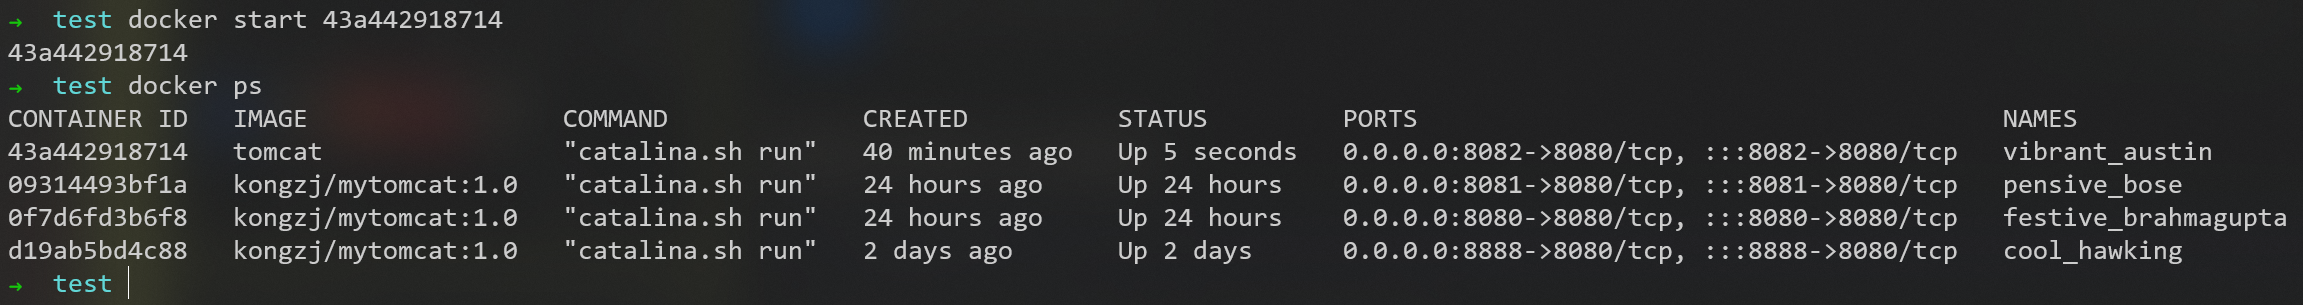 →  test docker start 43a442918714
43a442918714
→  test docker ps
CONTAINER ID   IMAGE                 COMMAND             CREATED          STATUS         PORTS                                       NAMES
43a442918714   tomcat                "catalina.sh run"   40 minutes ago   Up 5 seconds   0.0.0.0:8082->8080/tcp, :::8082->8080/tcp   vibrant_austin
09314493bf1a   kongzj/mytomcat:1.0   "catalina.sh run"   24 hours ago     Up 24 hours    0.0.0.0:8081->8080/tcp, :::8081->8080/tcp   pensive_bose
0f7d6fd3b6f8   kongzj/mytomcat:1.0   "catalina.sh run"   24 hours ago     Up 24 hours    0.0.0.0:8080->8080/tcp, :::8080->8080/tcp   festive_brahmagupta
d19ab5bd4c88   kongzj/mytomcat:1.0   "catalina.sh run"   2 days ago       Up 2 days      0.0.0.0:8888->8080/tcp, :::8888->8080/tcp   cool_hawking
→  test